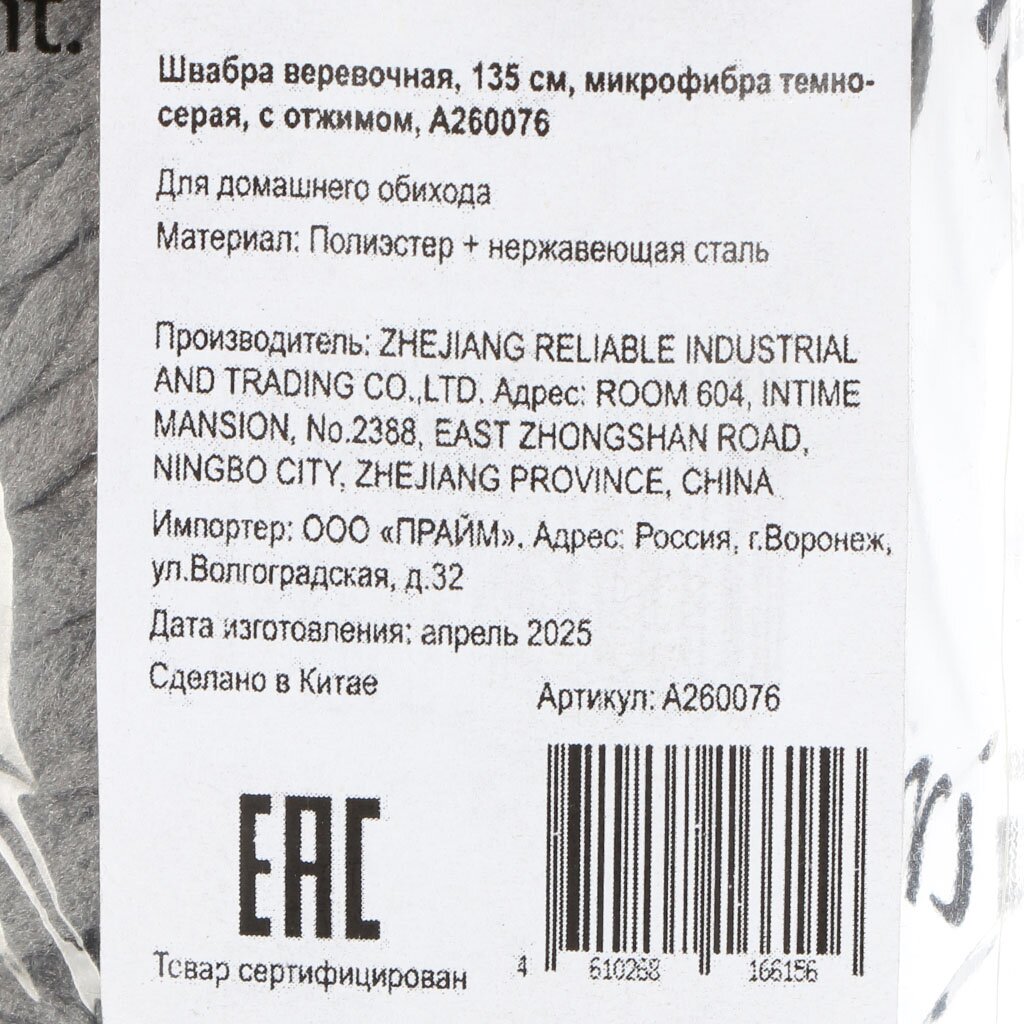 nt.
Швабра веревочная, 135 см, микрофибра темно-
серая, с отжимом, A260076
Для домашнего обихода
Материал: Полиэстер + нержавеющая сталь
Производитель: ZHEJIANG RELIABLE INDUSTRIAL
AND TRADING CO.,LTD. Адрес: ROOM 604, INTIME
MANSION, No.2388, EAST ZHONGSHAN ROAD,
NINGBO CITY, ZHEJIANG PROVINCE, CHINA
Импортер: ООО «ПРАЙМ». Адрес: Россия, г.Воронеж,
ул.Волгоградская, д.32
Дата изготовления: апрель 2025
Сделано в Китае
Артикул: A260076
EAC
Товар сертифицирован
4 610268 166156